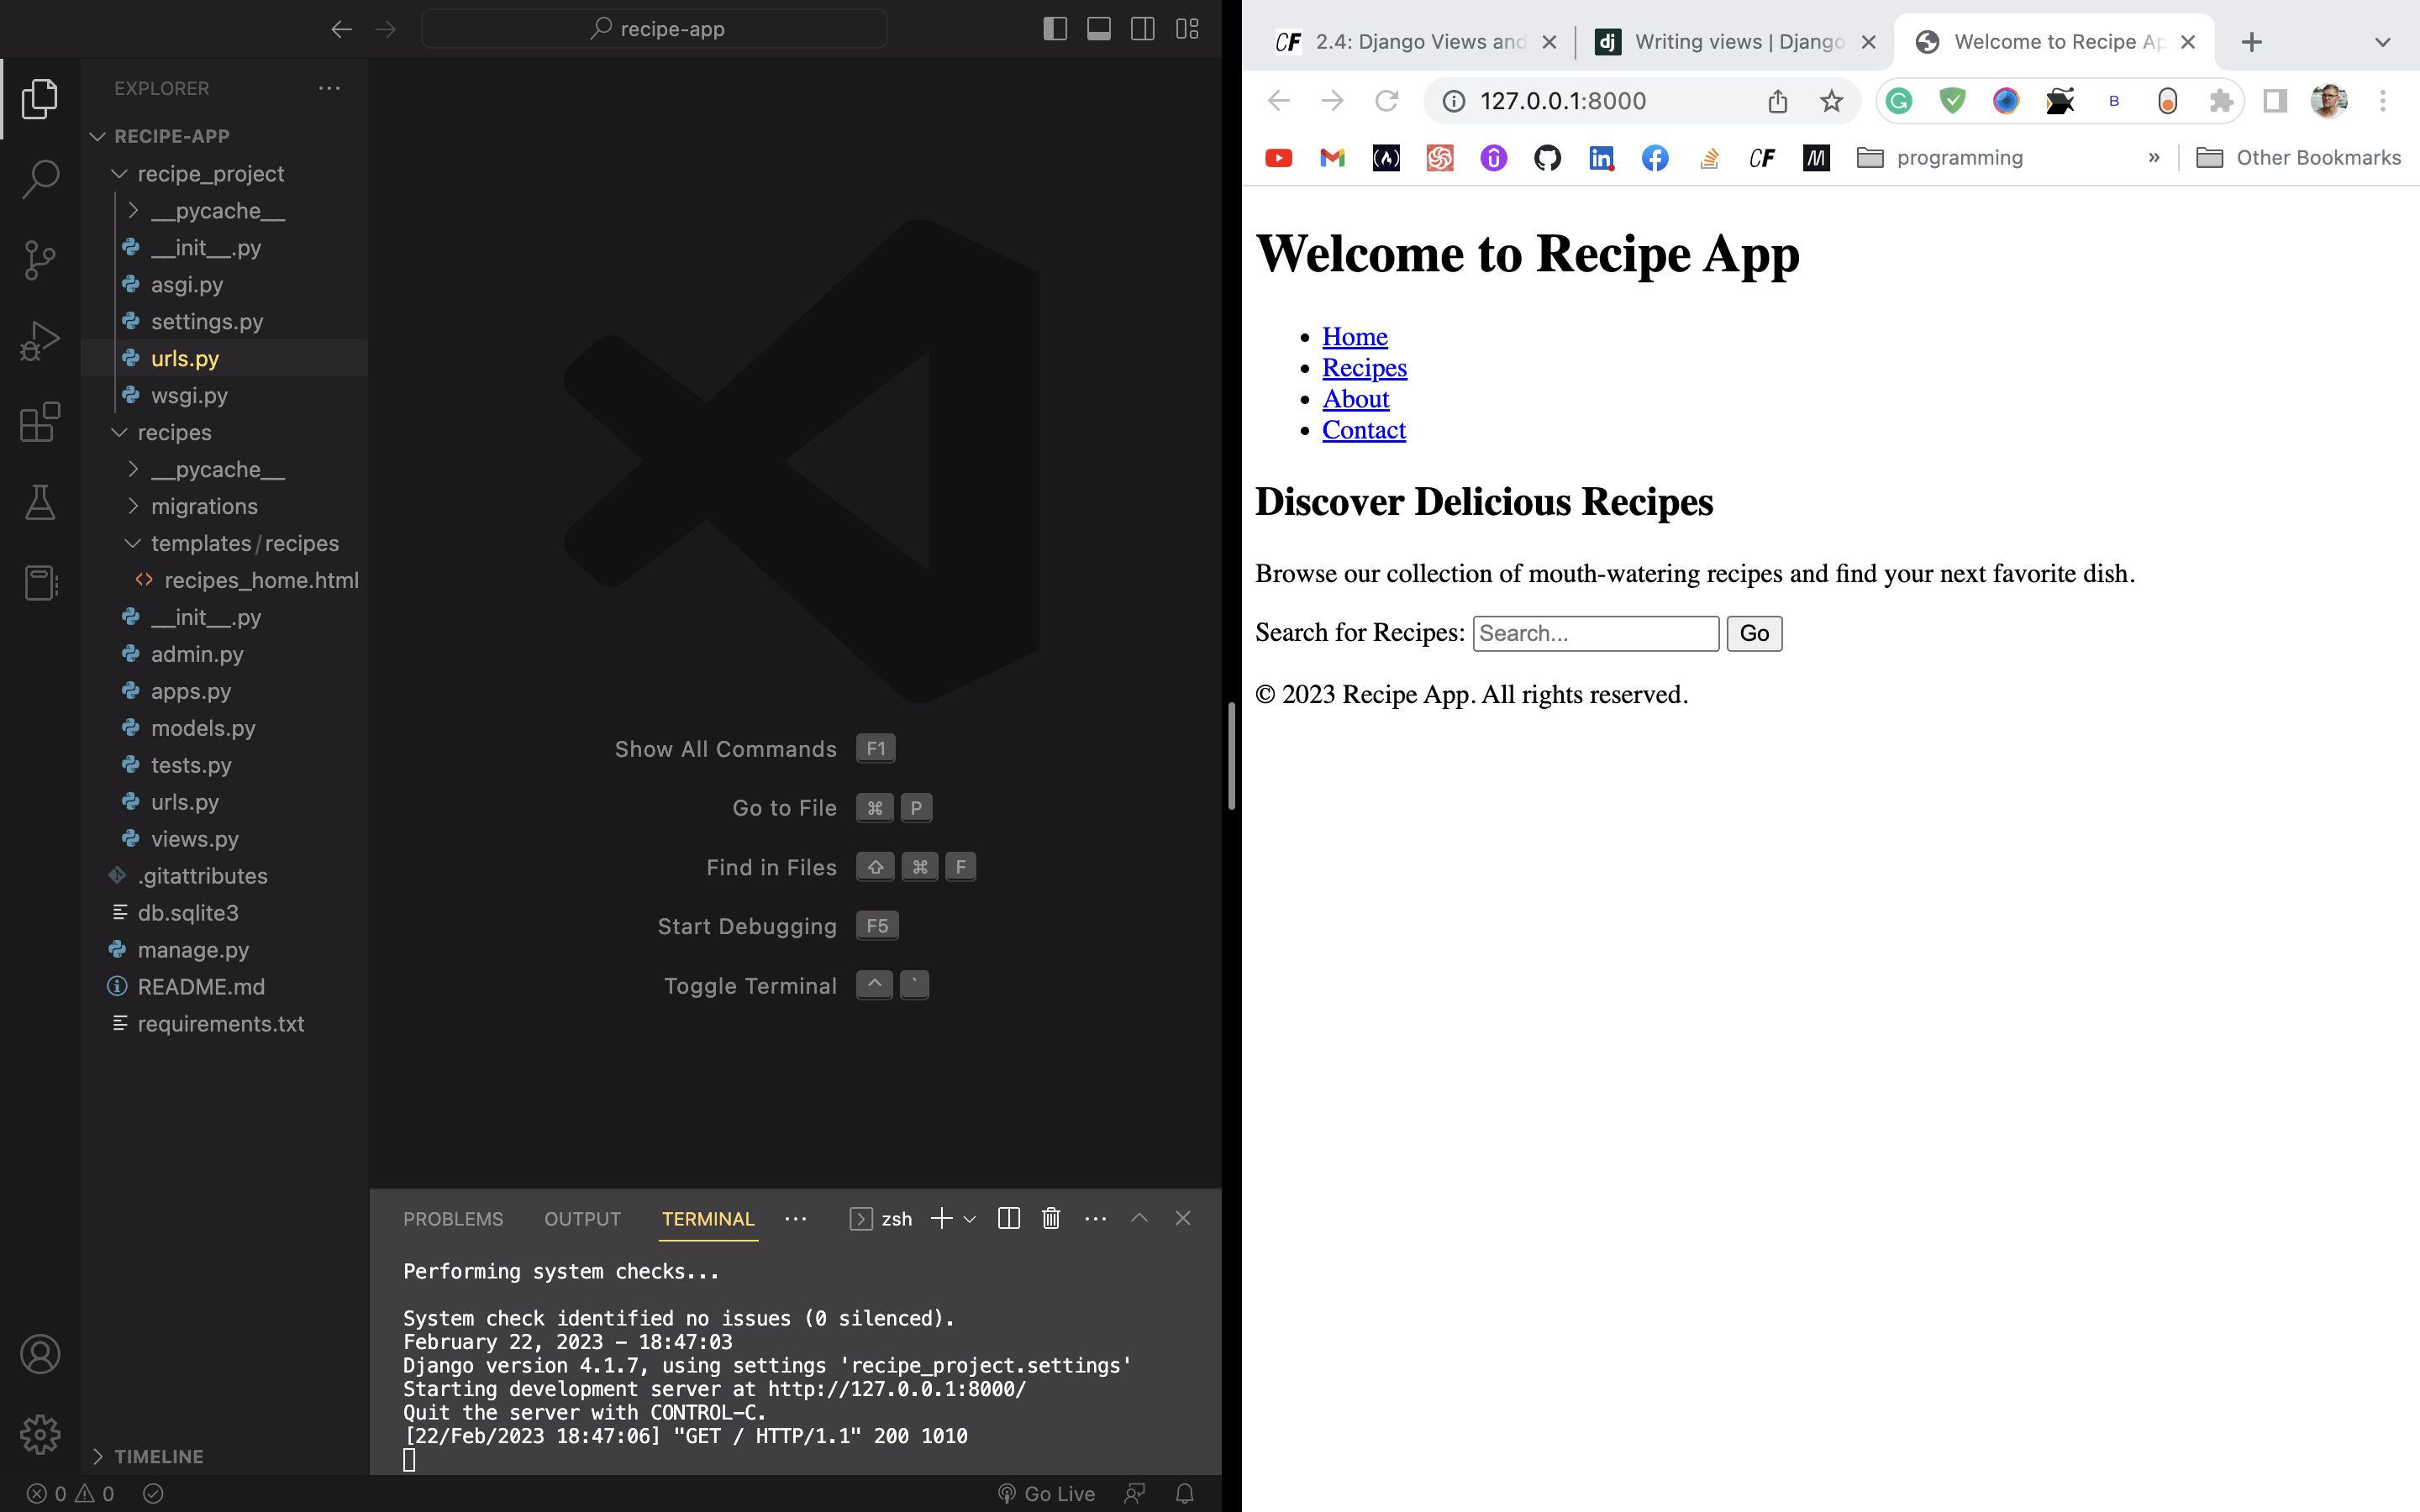 recipe-app
EXPLORER
RECIPE-APP
recipe_project
__pycache__
__init__.py
asgi.py
settings.py
urls.py
wsgi.py
recipes
__pycache__
migrations
templates/recipes
recipes_home.html
__init__.py
admin.py
apps.py
models.py
tests.py
urls.py
views.py
.gitattributes
db.sqlite3
manage.py
README.md
requirements.txt
TIMELINE
0 0
Show All Commands F1
Go to File ⌘ P
Find in Files ⇧ ⌘ F
Start Debugging F5
Toggle Terminal ^ `
PROBLEMS OUTPUT TERMINAL ... zsh
Performing system checks...
System check identified no issues (0 silenced).
February 22, 2023 - 18:47:03
Django version 4.1.7, using settings 'recipe_project.settings'
Starting development server at http://127.0.0.1:8000/
Quit the server with CONTROL-C.
[22/Feb/2023 18:47:06] "GET / HTTP/1.1" 200 1010
Go Live
CF 2.4: Django Views and
dj Writing views | Django
Welcome to Recipe Ap
127.0.0.1:8000
B
in CF M programming » Other Bookmarks
Welcome to Recipe App
Home
Recipes
About
Contact
Discover Delicious Recipes
Browse our collection of mouth-watering recipes and find your next favorite dish.
Search for Recipes: Search... Go
© 2023 Recipe App. All rights reserved.